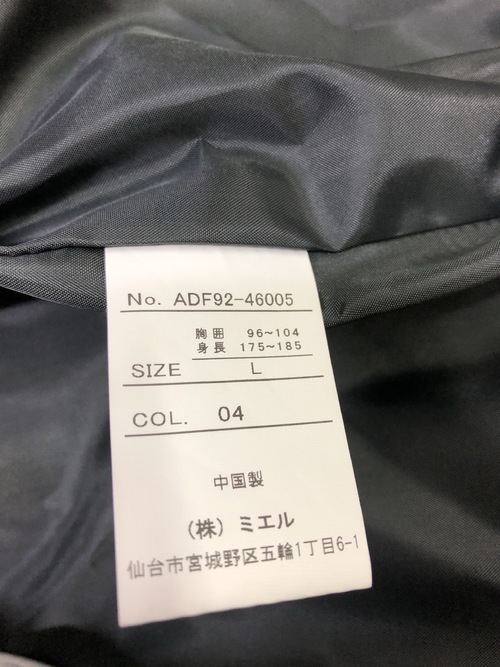 No. ADF92-46005
胸囲 96~104
身長 175~185
SIZE L
COL. 04
中国製
(株) ミエル
仙台市宮城野区五輪1丁目6-1